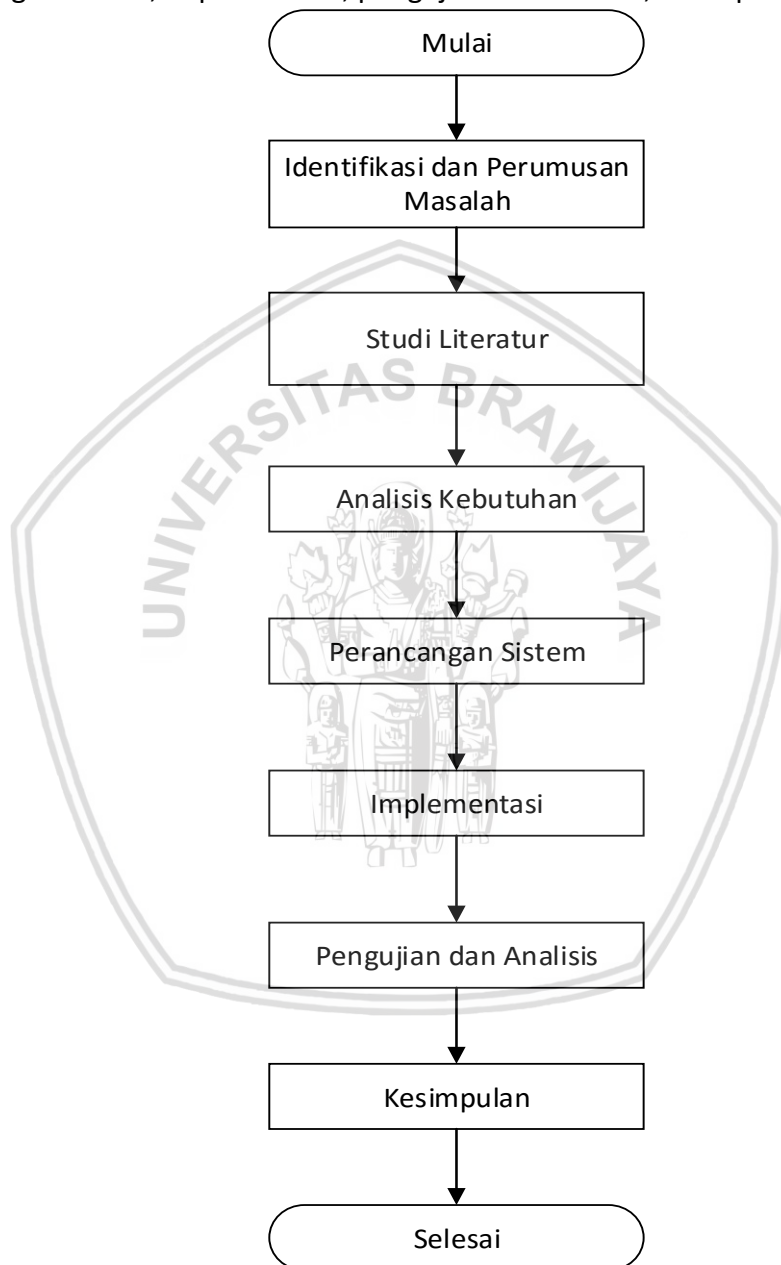 Mulai
Identifikasi dan Perumusan
Masalah
Studi Literatur
UNIVERSITAS BRAWIJAYA
Analisis Kebutuhan
Perancangan Sistem
Implementasi
Pengujian dan Analisis
Kesimpulan
Selesai